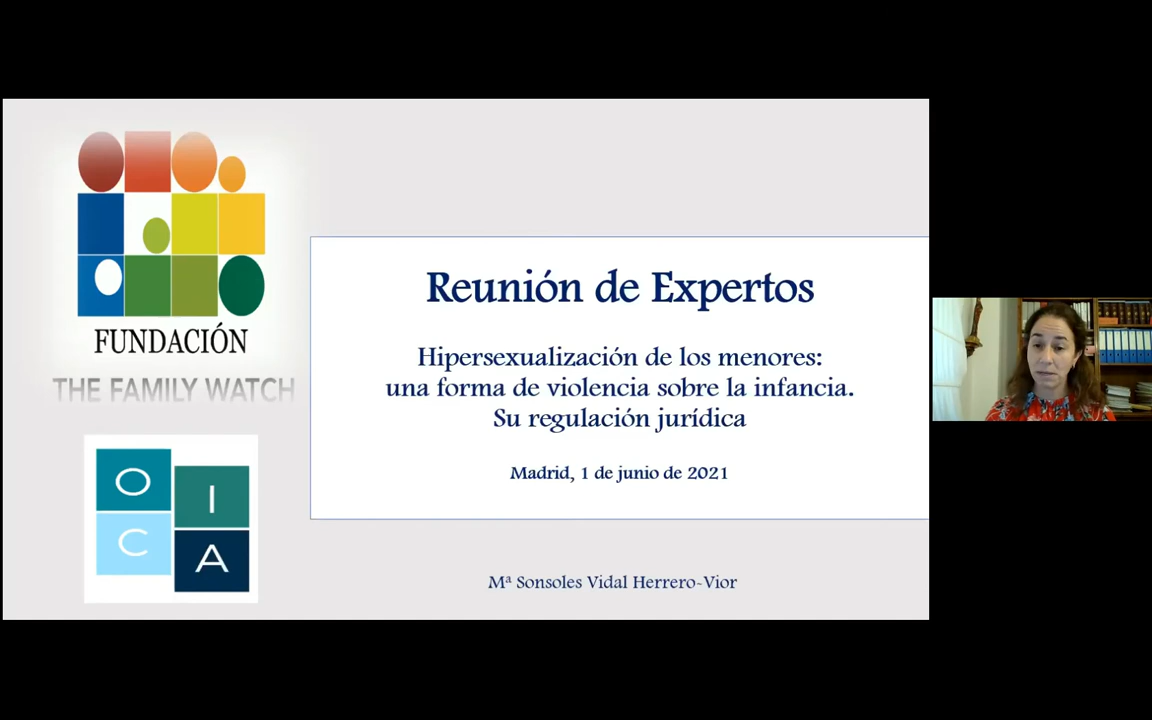 FUNDACIÓN
THE FAMILY WATCH
O
I
C
A
Reunión de Expertos
Hipersexualización de los menores:
una forma de violencia sobre la infancia.
Su regulación jurídica
Madrid, 1 de junio de 2021
Mª Sonsoles Vidal Herrero-Vior